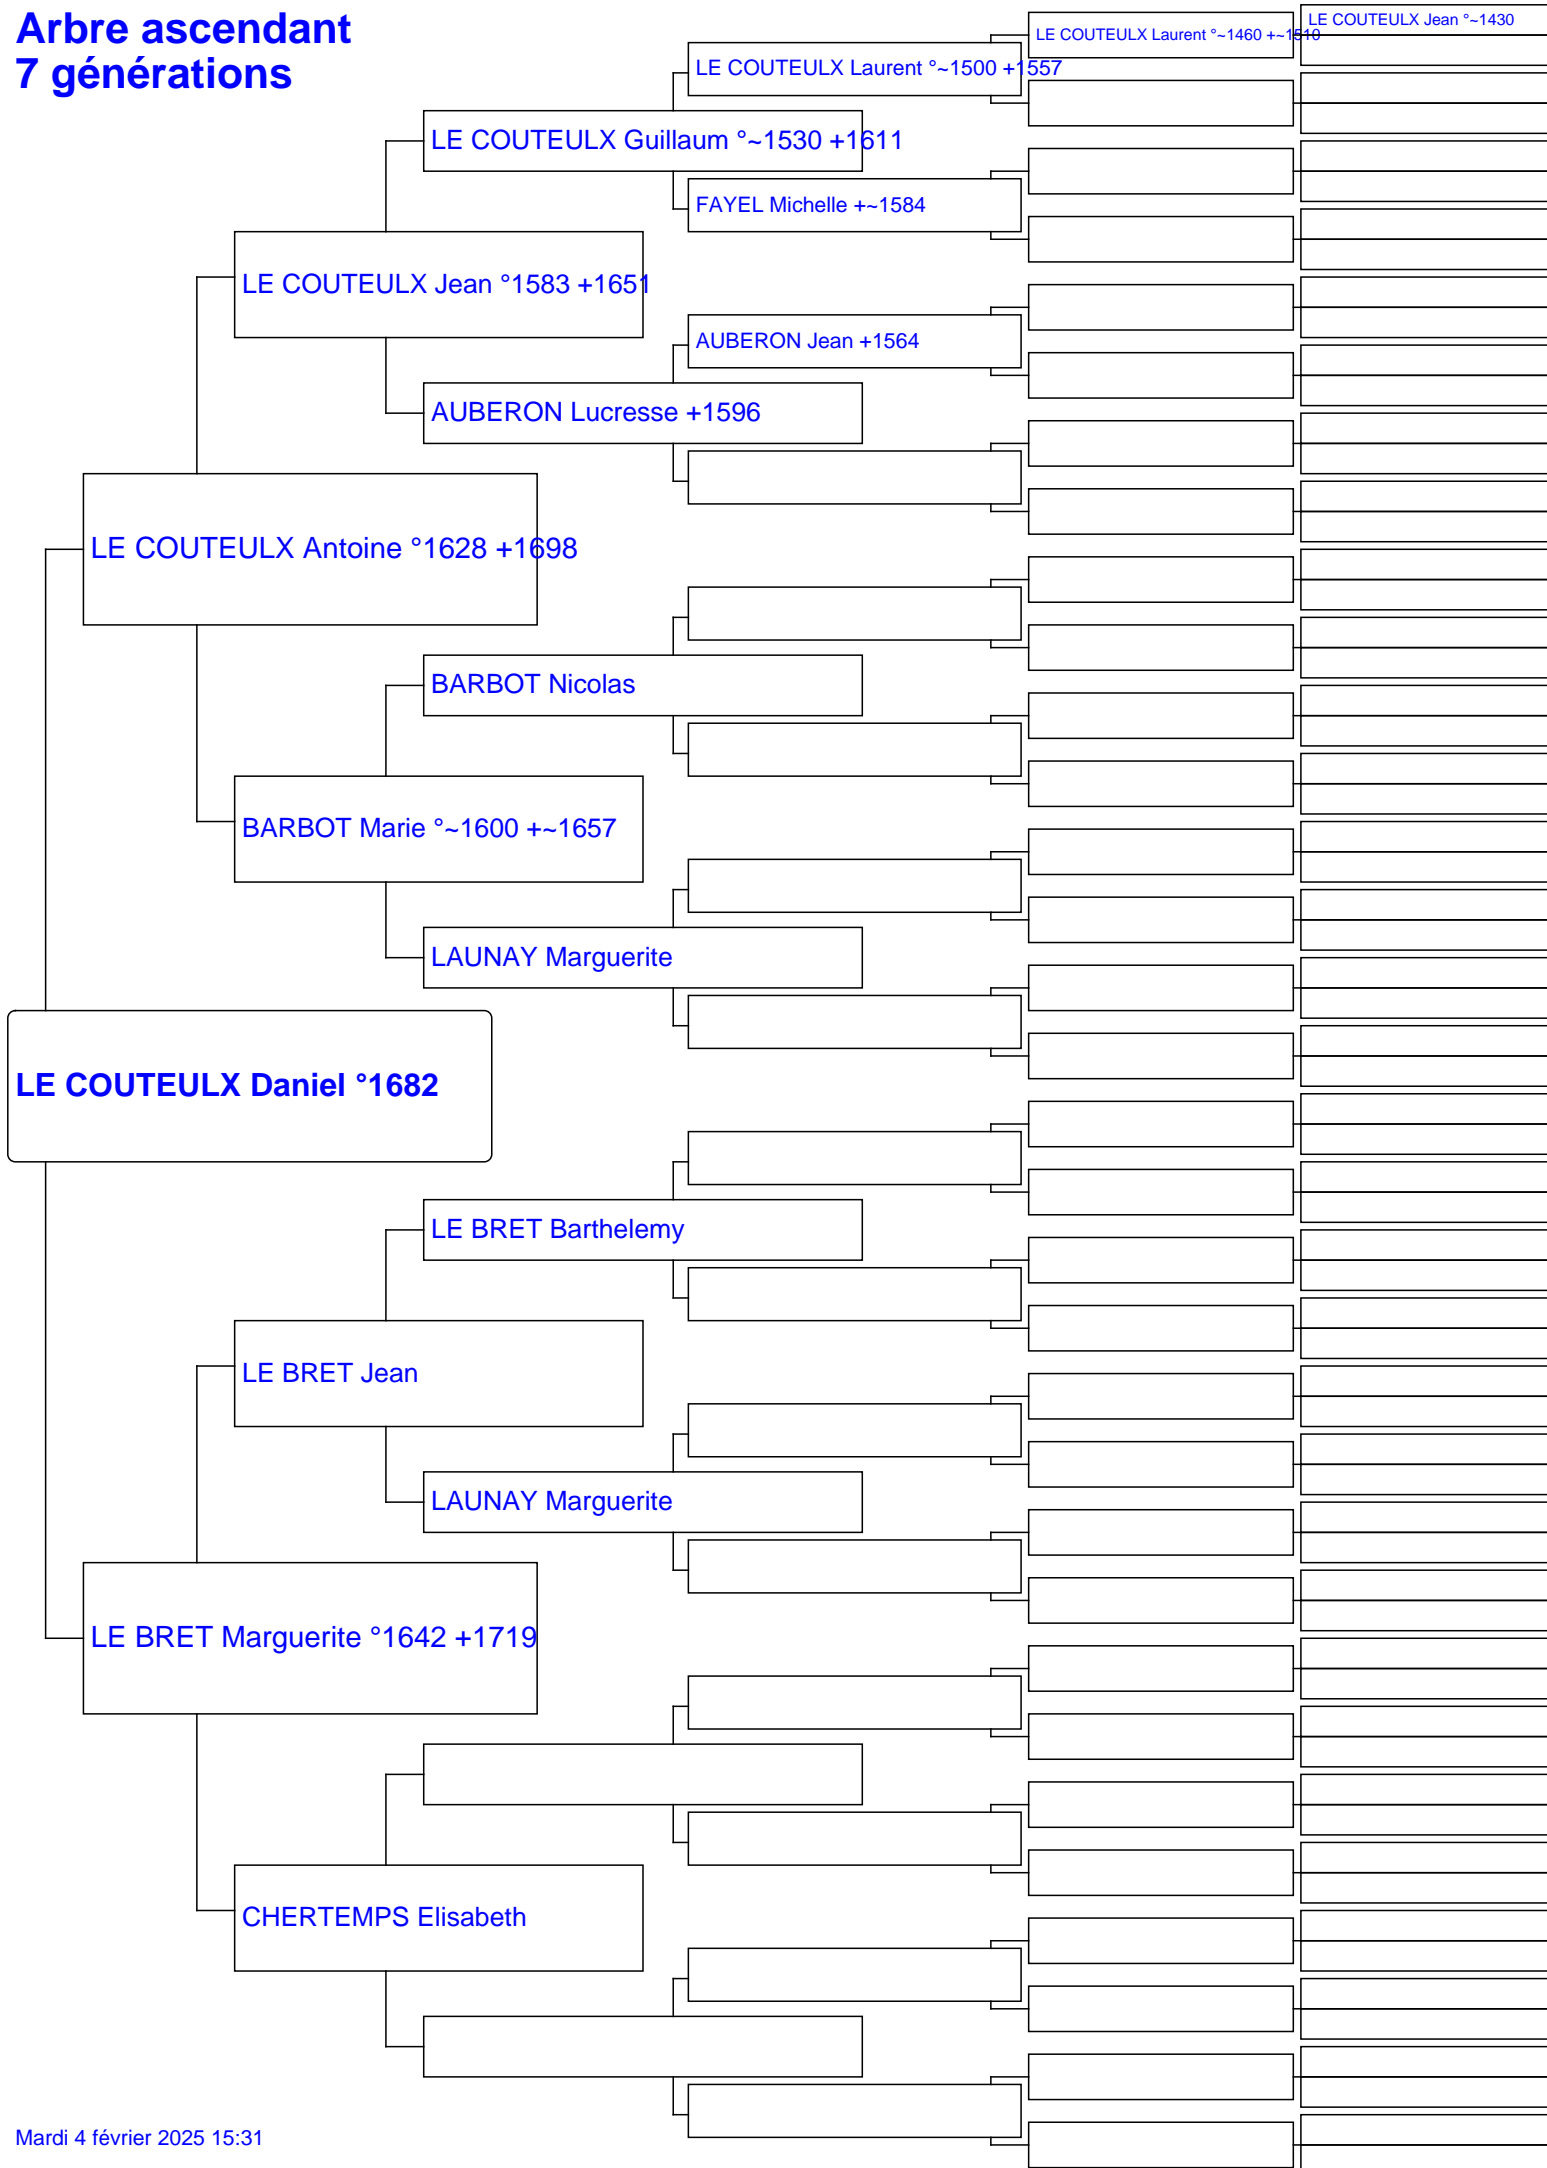 Arbre ascendant
7 générations
LE COUTEULX Jean °~1430
LE COUTEULX Laurent °~1460 +~1510
LE COUTEULX Laurent °~1500 +1557
LE COUTEULX Guillaum °~1530 +1611
FAYEL Michelle +~1584
LE COUTEULX Jean °1583 +1651
AUBERON Jean +1564
AUBERON Lucresse +1596
LE COUTEULX Antoine °1628 +1698
BARBOT Nicolas
BARBOT Marie °~1600 +~1657
LAUNAY Marguerite
LE COUTEULX Daniel °1682
LE BRET Barthelemy
LE BRET Jean
LAUNAY Marguerite
LE BRET Marguerite °1642 +1719
CHERTEMPS Elisabeth
Mardi 4 février 2025 15:31